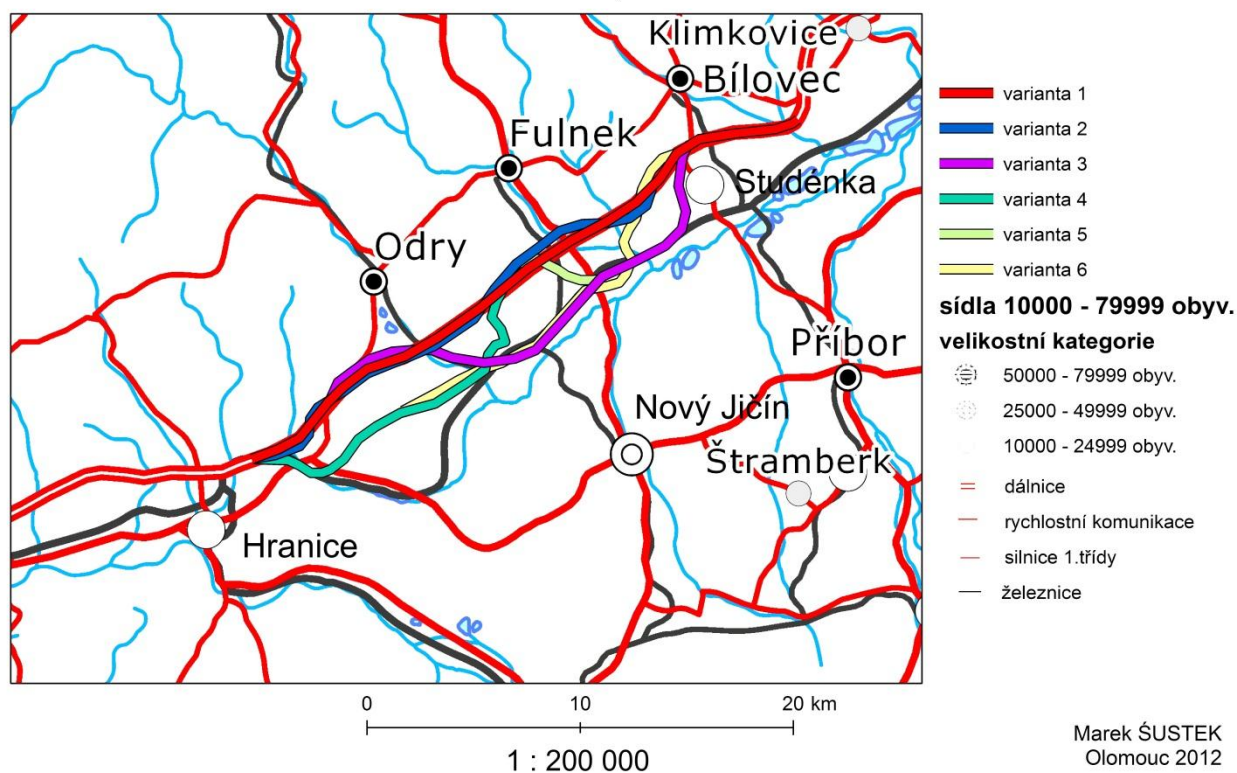 Klimkovice
Bílovec
Fulnek
Studénka
Odry
Příbor
Nový Jičín
Štramberk
Hranice
varianta 1
varianta 2
varianta 3
varianta 4
varianta 5
varianta 6
sídla 10000 - 79999 obyv.
velikostní kategorie
50000 - 79999 obyv.
25000 - 49999 obyv.
10000 - 24999 obyv.
dálnice
rychlostní komunikace
silnice 1.třídy
železnice
0 10 20 km
1 : 200 000
Marek ŚUSTEK
Olomouc 2012